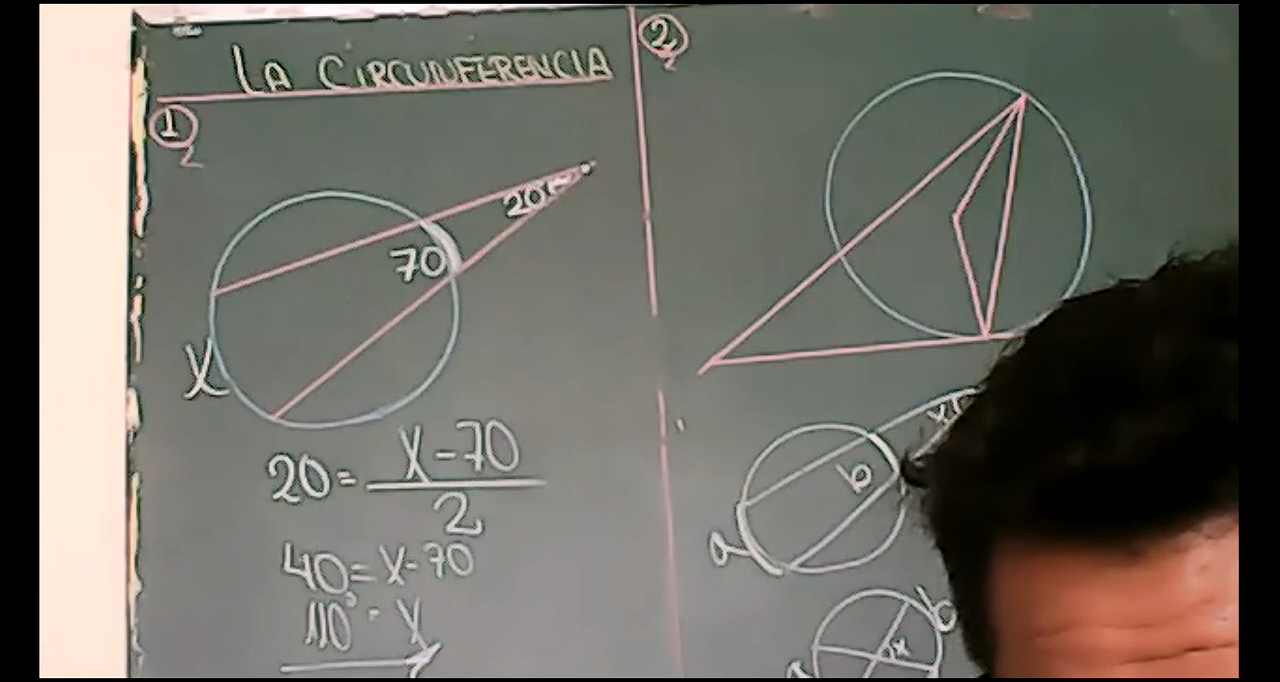 LA CIRCUNFERENCIA
1
20
70
X
20 = X - 70 / 2
40 = X - 70
110° = X
2
x
b
a
b
x
a